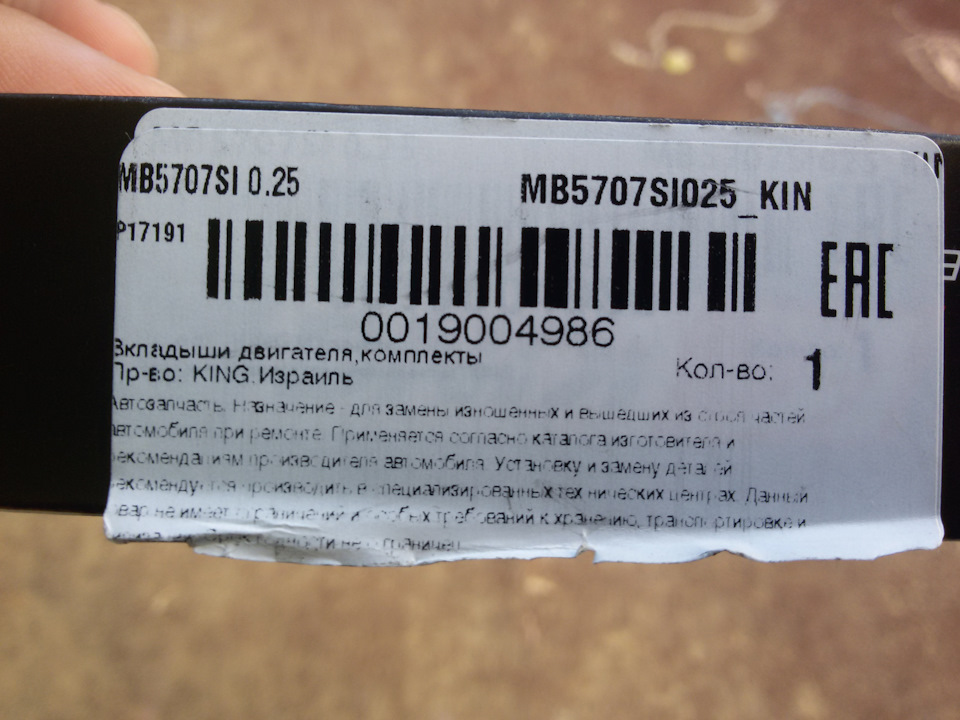 MB5707SI 0.25
MB5707SI025_KIN
P17191
EAC
0019004986
Вкладыши двигателя,комплекты
Пр-во: KING,Израиль
Кол-во: 1
Автозапчасть. Назначение - для замены изношенных и вышедших из строя частей
автомобиля при ремонте. Применяется согласно каталога изготовителя и
рекомендациям производителя автомобиля. Установку и замену деталей
рекомендуется производить в специализированных технических центрах. Данный
товар не имеет ограничений и особых требований к хранению, транспортировке и
не ограничен